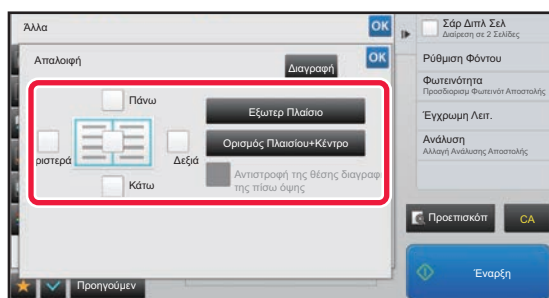 Άλλα
OK
Απαλοιφή
Διαγραφή
OK
Πάνω
ριστερά
Δεξιά
Κάτω
Εξωτερ Πλαίσιο
Ορισμός Πλαισίου+Κέντρο
Αντιστροφή της θέσης διαγραφ
της πίσω όψης
Προηγούμεν
Σάρ Διπλ Σελ
Διαίρεση σε 2 Σελίδες
Ρύθμιση Φόντου
Φωτεινότητα
Προσδιορισμ Φωτεινότ Αποστολής
Έγχρωμη Λειτ.
Ανάλυση
Αλλαγή Ανάλυσης Αποστολής
Προεπισκόπ
CA
Έναρξη